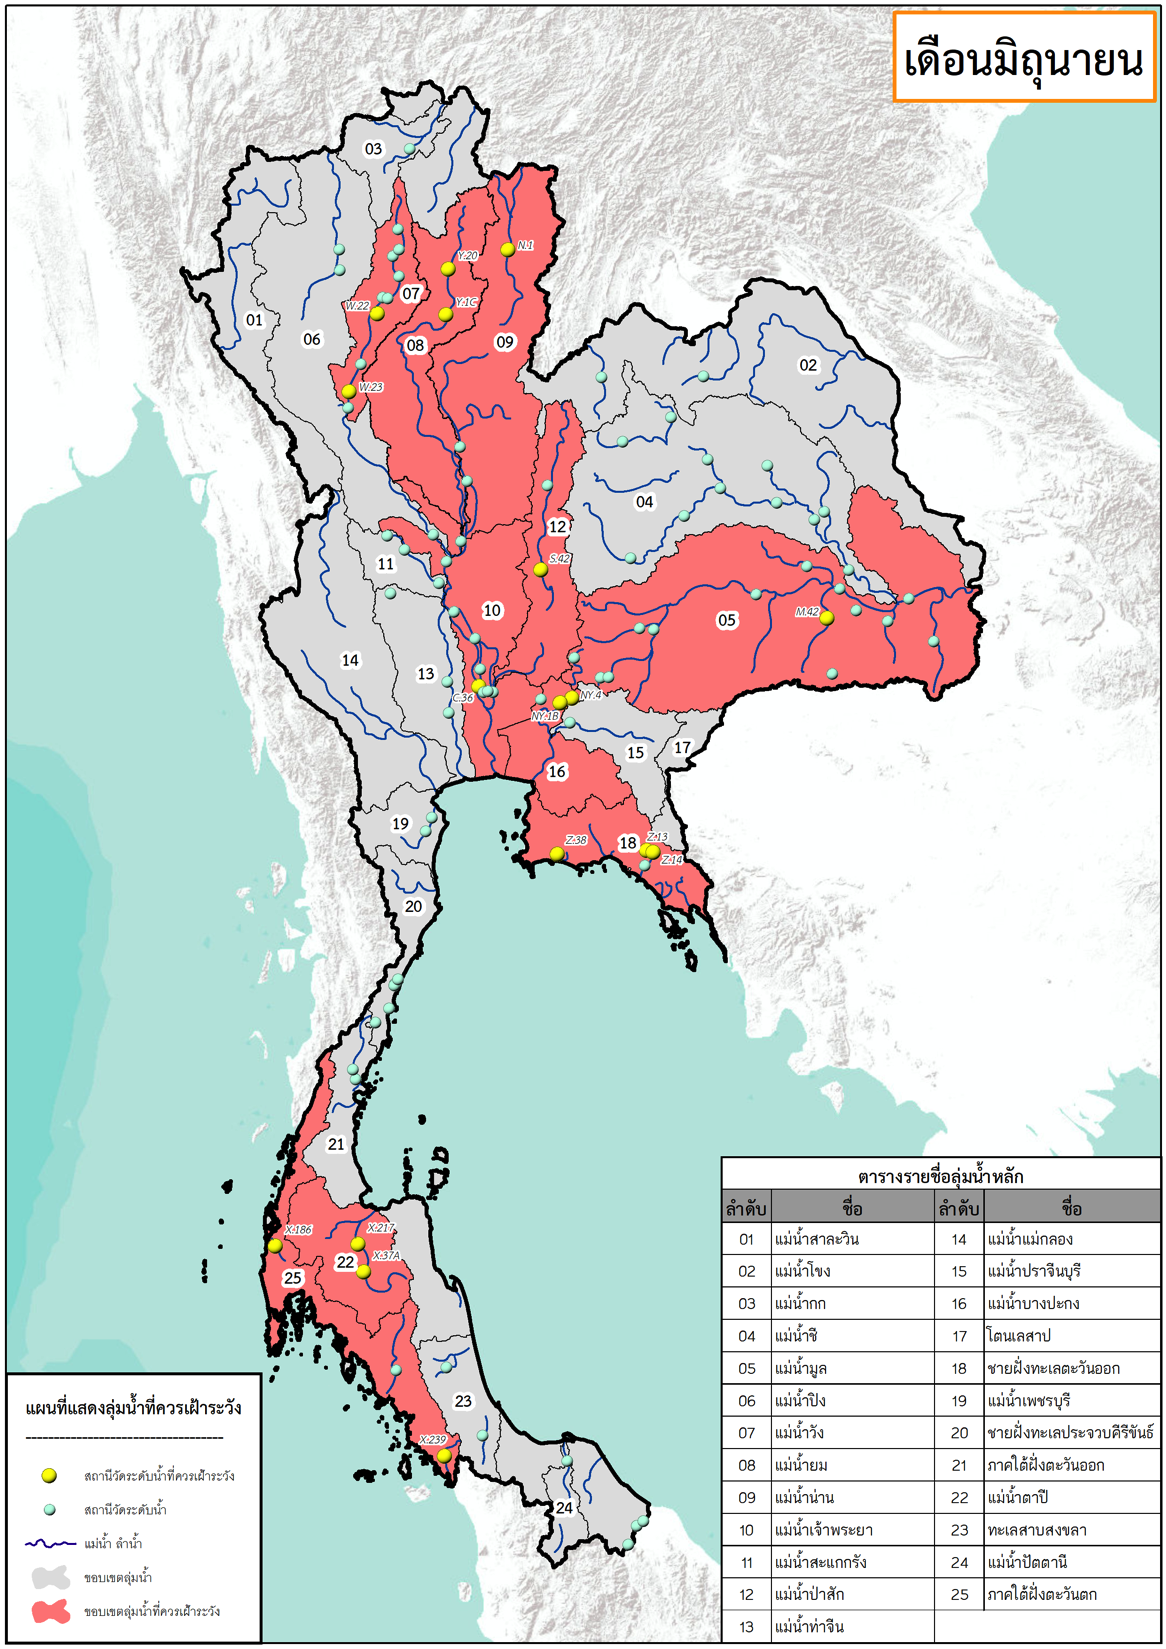 เดือนมิถุนายน
03
N.1
Y.20
07
W.22
Y.1C
01
06
08
09
02
W.23
04
12
11
S.42
10
05
M.42
14
13
C.36
NY.4
NY.1B
15
17
16
19
Z.38
18
Z.13
Z.14
20
21
X.186
X.217
22
X.37A
25
23
X.239
24
แผนที่แสดงลุ่มน้ำที่ควรเฝ้าระวัง
สถานีวัดระดับน้ำที่ควรเฝ้าระวัง
สถานีวัดระดับน้ำ
แม่น้ำ ลำน้ำ
ขอบเขตลุ่มน้ำ
ขอบเขตลุ่มน้ำที่ควรเฝ้าระวัง
ตารางรายชื่อลุ่มน้ำหลัก
ลำดับ ชื่อ ลำดับ ชื่อ
01 แม่น้ำสาละวิน 14 แม่น้ำแม่กลอง
02 แม่น้ำโขง 15 แม่น้ำปราจีนบุรี
03 แม่น้ำกก 16 แม่น้ำบางปะกง
04 แม่น้ำชี 17 โตนเลสาป
05 แม่น้ำมูล 18 ชายฝั่งทะเลตะวันออก
06 แม่น้ำปิง 19 แม่น้ำเพชรบุรี
07 แม่น้ำวัง 20 ชายฝั่งทะเลประจวบคีรีขันธ์
08 แม่น้ำยม 21 ภาคใต้ฝั่งตะวันออก
09 แม่น้ำน่าน 22 แม่น้ำตาปี
10 แม่น้ำเจ้าพระยา 23 ทะเลสาบสงขลา
11 แม่น้ำสะแกกรัง 24 แม่น้ำปัตตานี
12 แม่น้ำป่าสัก 25 ภาคใต้ฝั่งตะวันตก
13 แม่น้ำท่าจีน